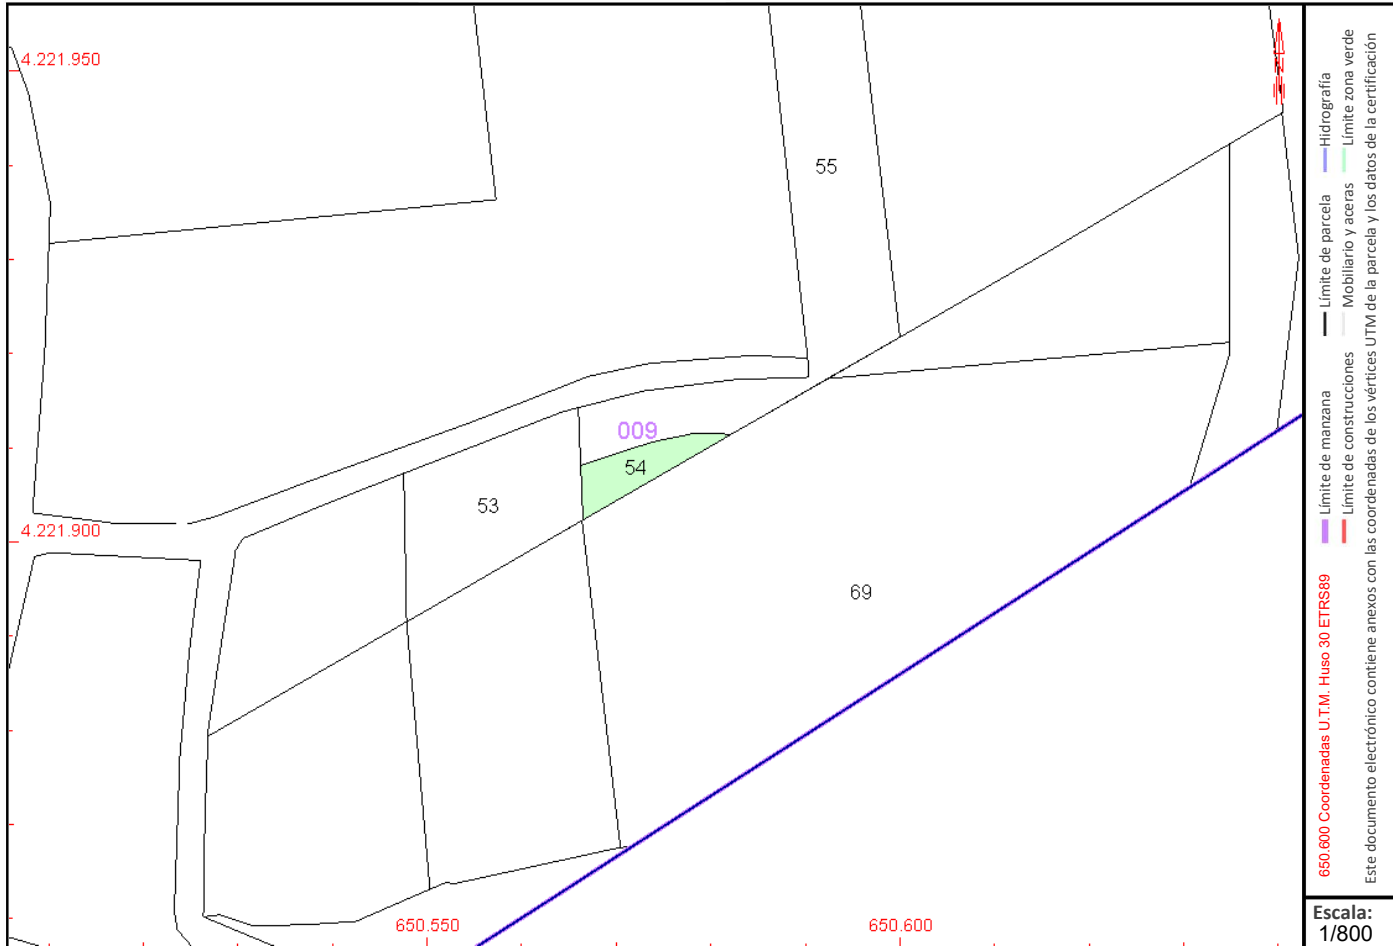 4.221.950
55
009
54
53
4.221.900
69
650.550
650.600
Límite de manzana
Límite de parcela
Hidrografía
Límite de construcciones
Mobiliario y aceras
Límite zona verde
650.600 Coordenadas U.T.M. Huso 30 ETRS89
Este documento electrónico contiene anexos con las coordenadas de los vértices UTM de la parcela y los datos de la certificación
Escala:
1/800